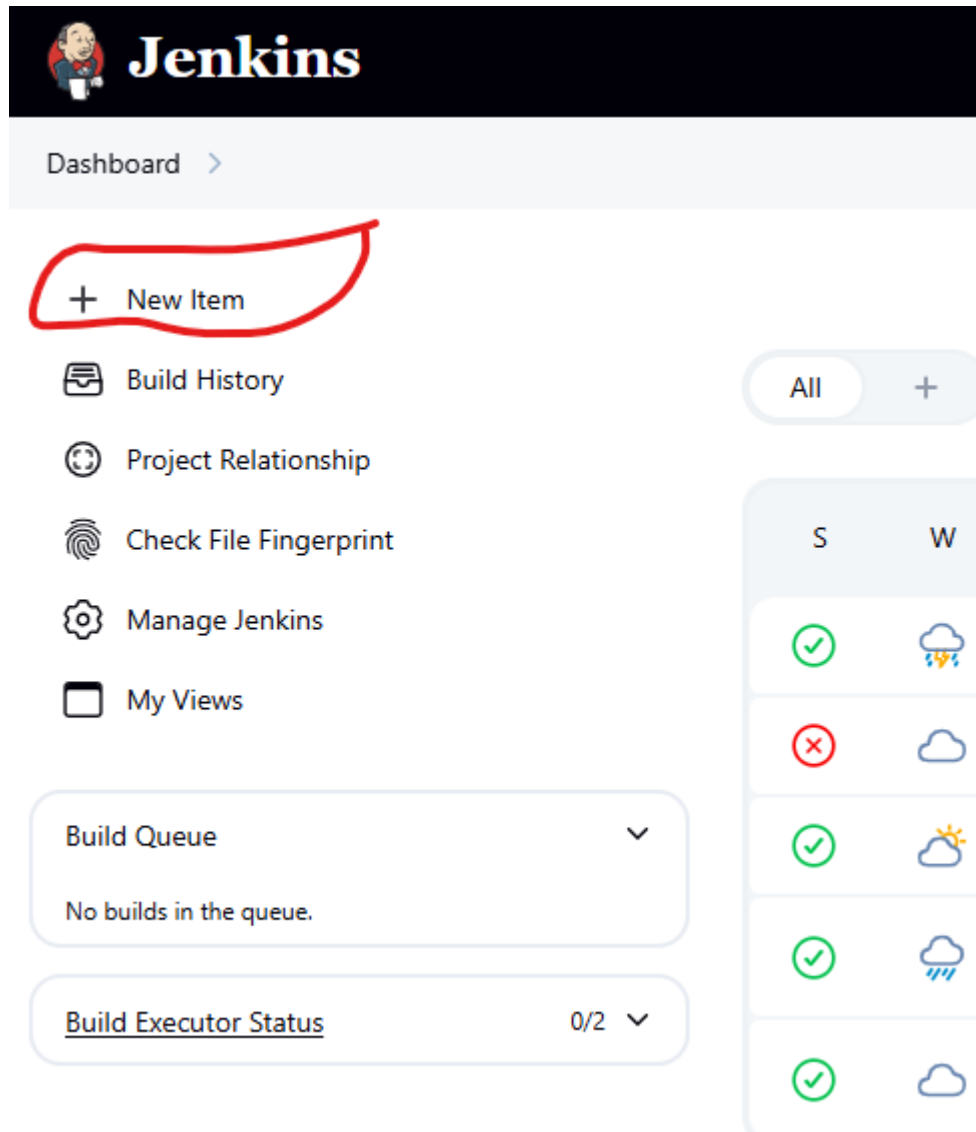 Jenkins
Dashboard
+ New Item
Build History
Project Relationship
Check File Fingerprint
Manage Jenkins
My Views
Build Queue
No builds in the queue.
Build Executor Status 0/2
All +
S W